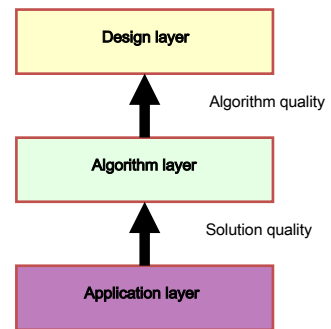 Design layer
Algorithm quality
Algorithm layer
Solution quality
Application layer